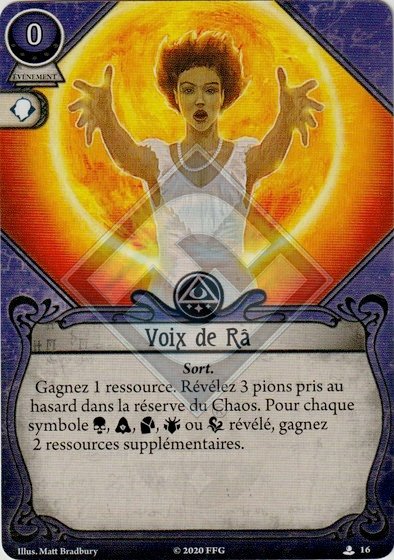 0
ÉVÉNEMENT
Voix de Râ
Sort.
Gagnez 1 ressource. Révélez 3 pions pris au
hasard dans la réserve du Chaos. Pour chaque
symbole , , , ou révélé, gagnez
2 ressources supplémentaires.
Illus. Matt Bradbury © 2020 FFG 16